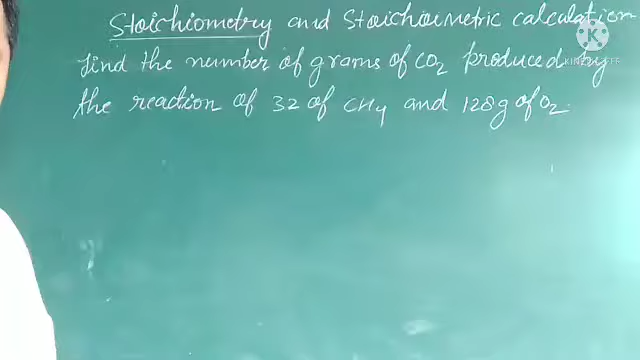 Stoichiometry and Stoichiometric calculation
find the number of grams of CO2 produced by
the reaction of 32 of CH4 and 128g of O2.